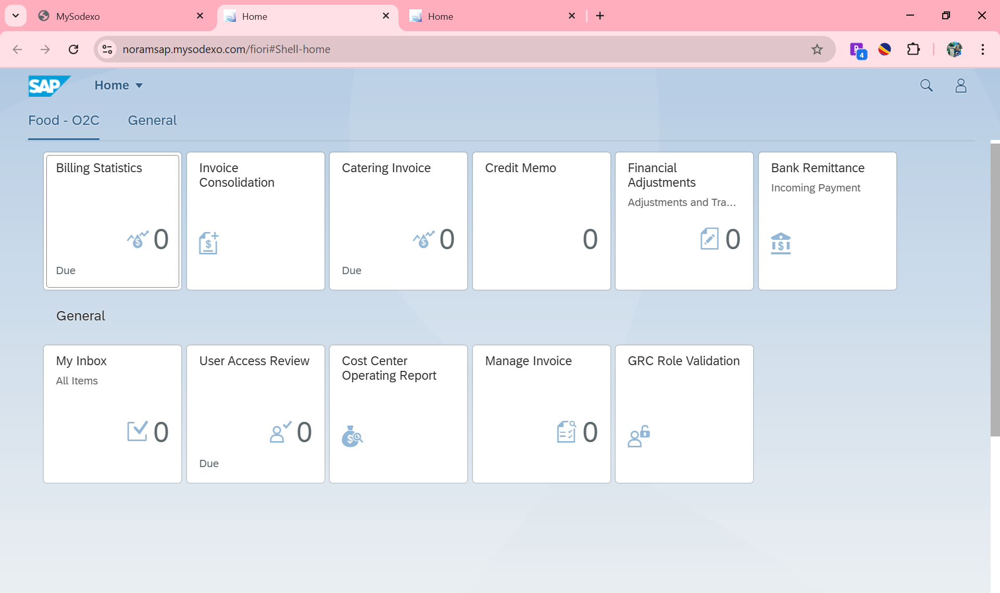 MySodexo
Home
Home
noramsap.mysodexo.com/fiori#Shell-home
4
SAP
Home
Food - O2C
General
Billing Statistics
0
Due
Invoice
Consolidation
Catering Invoice
0
Due
Credit Memo
0
Financial
Adjustments
Adjustments and Tra...
0
Bank Remittance
Incoming Payment
General
My Inbox
All Items
0
User Access Review
0
Due
Cost Center
Operating Report
Manage Invoice
0
GRC Role Validation